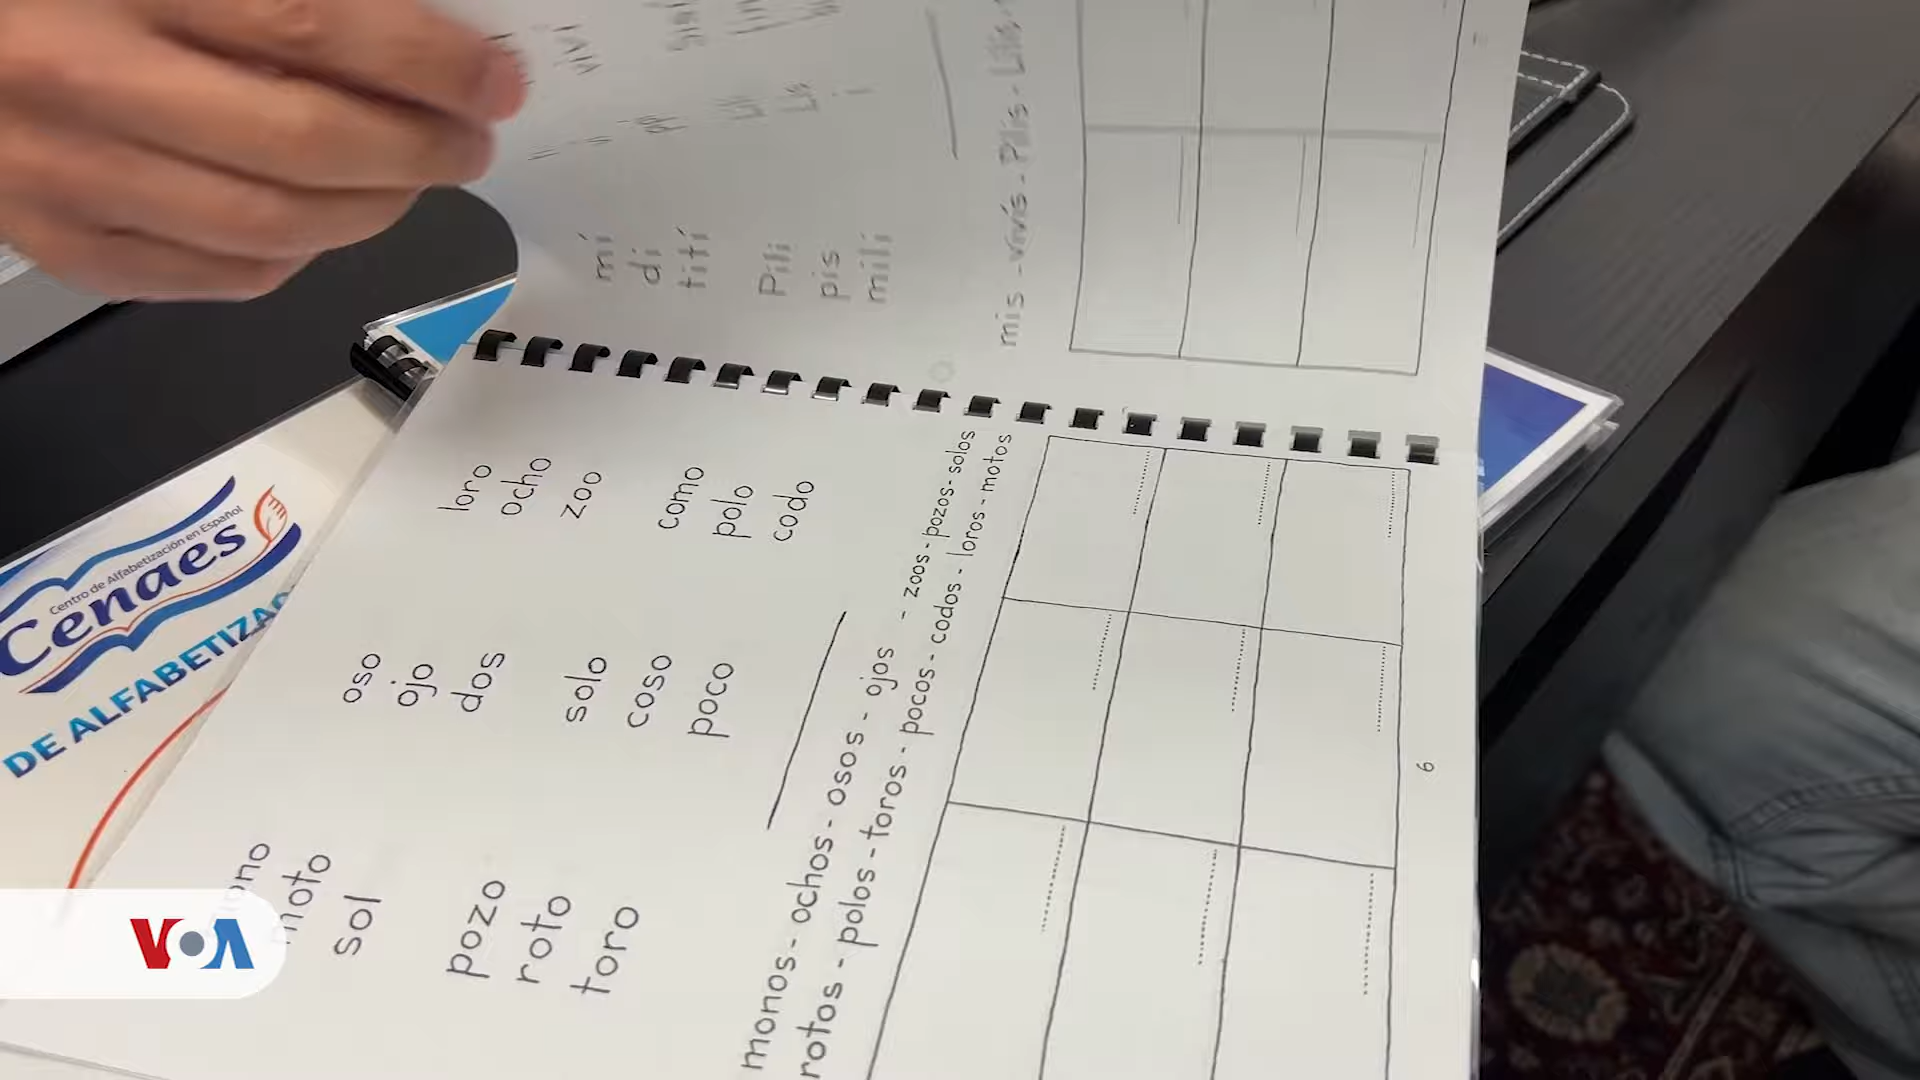 mí
di
tití
Pili
pis
mili
mis - vivís - Pilis - Lilis -
mono oso loro
moto ojo ocho
sol dos zoo
pozo solo como
roto coso polo
toro poco codo
monos - ochos - osos - ojos - zoos - pozos - solos
rotos - polos - toros - pocos - codos - loros - motos
6
Centro de Alfabetización en Español
Cenaes
DE ALFABETIZA
VOA